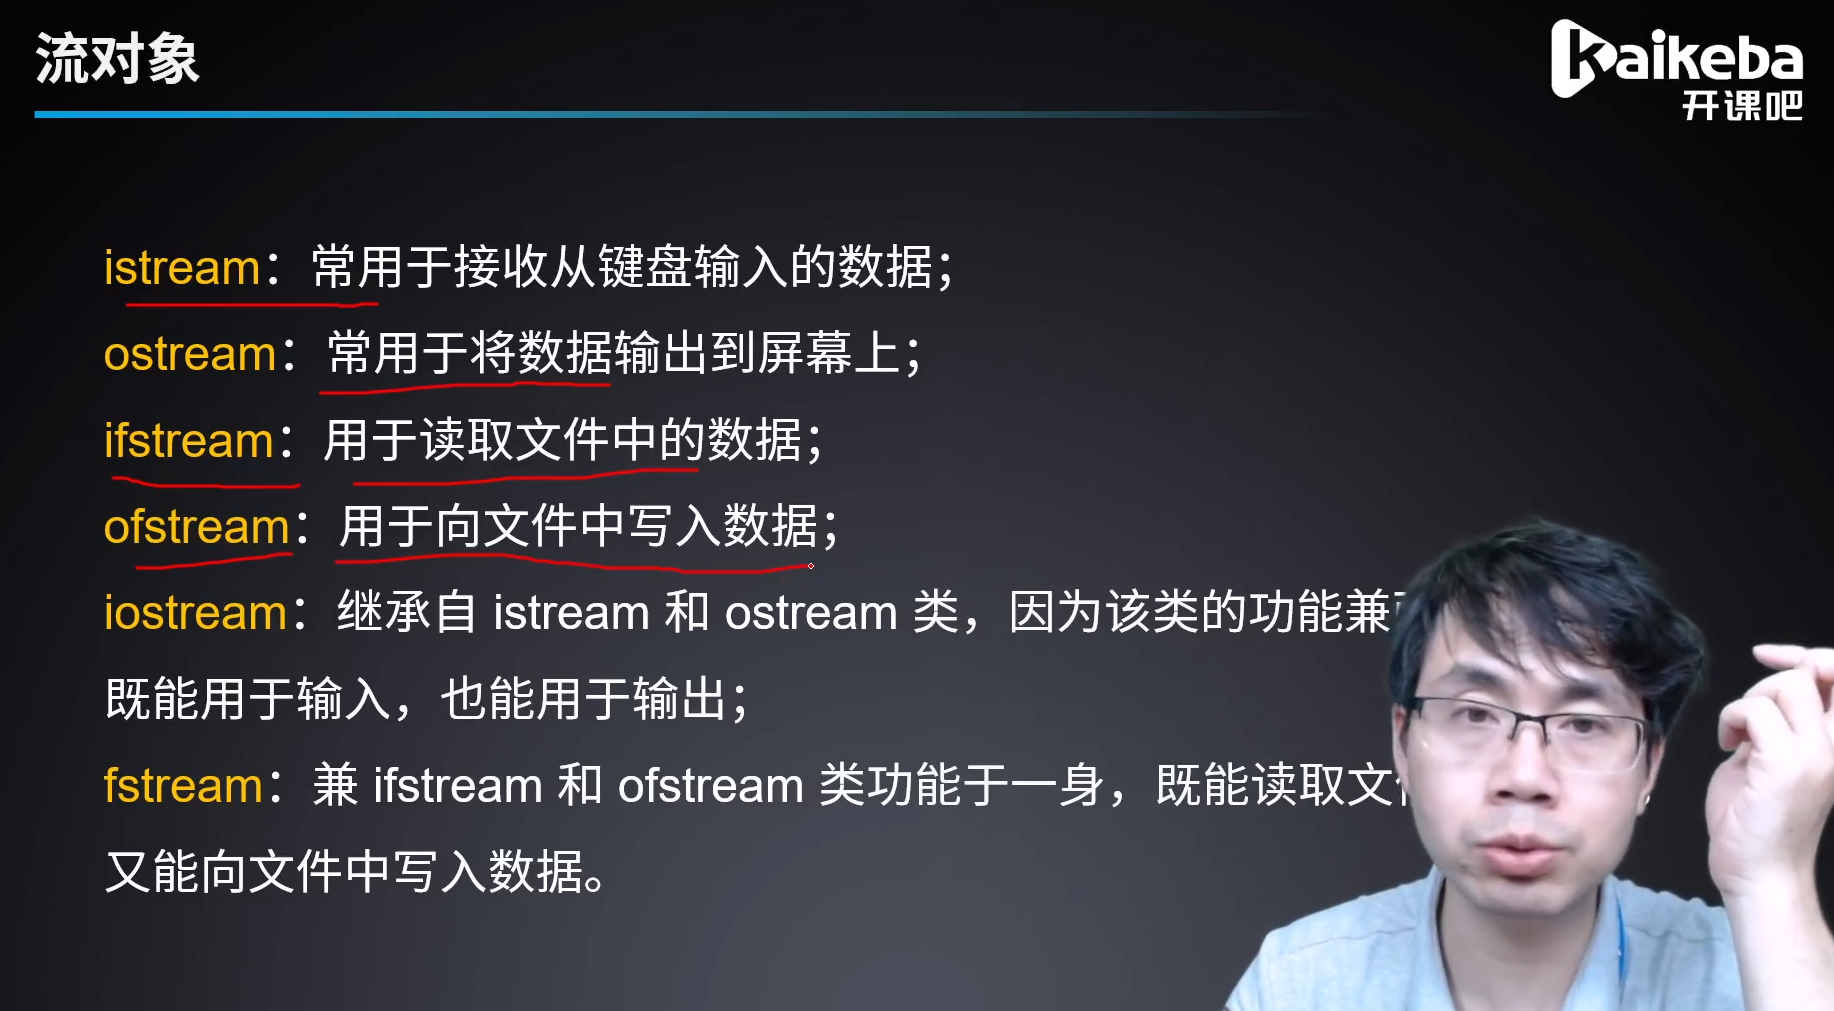 流对象
Kaikeba
开课吧
istream：常用于接收从键盘输入的数据；
ostream：常用于将数据输出到屏幕上；
ifstream：用于读取文件中的数据；
ofstream：用于向文件中写入数据；
iostream：继承自 istream 和 ostream 类，因为该类的功能兼
既能用于输入，也能用于输出；
fstream：兼 ifstream 和 ofstream 类功能于一身，既能读取文
又能向文件中写入数据。